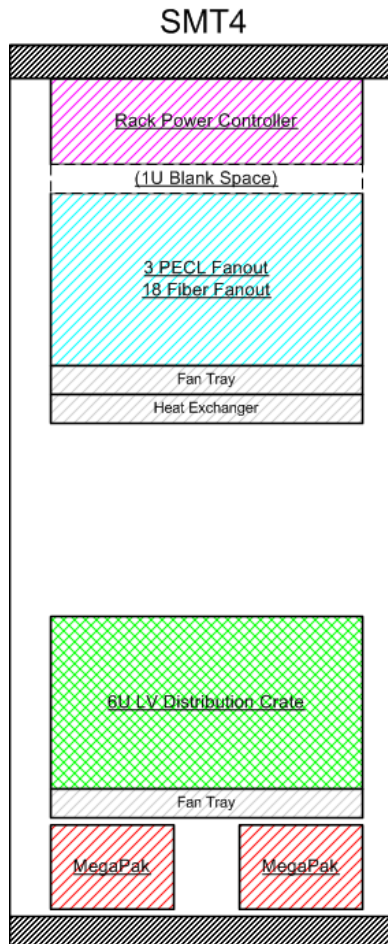 SMT4
Rack Power Controller
(1U Blank Space)
3 PECL Fanout
18 Fiber Fanout
Fan Tray
Heat Exchanger
6U LV Distribution Crate
Fan Tray
MegaPak MegaPak